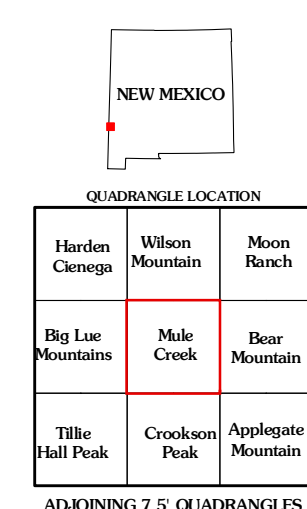 NEW MEXICO
QUADRANGLE LOCATION
Harden
Cienega
Wilson
Mountain
Moon
Ranch
Big Lue
Mountains
Mule
Creek
Bear
Mountain
Tillie
Hall Peak
Crookson
Peak
Applegate
Mountain
ADJOINING 7.5' QUADRANGLES